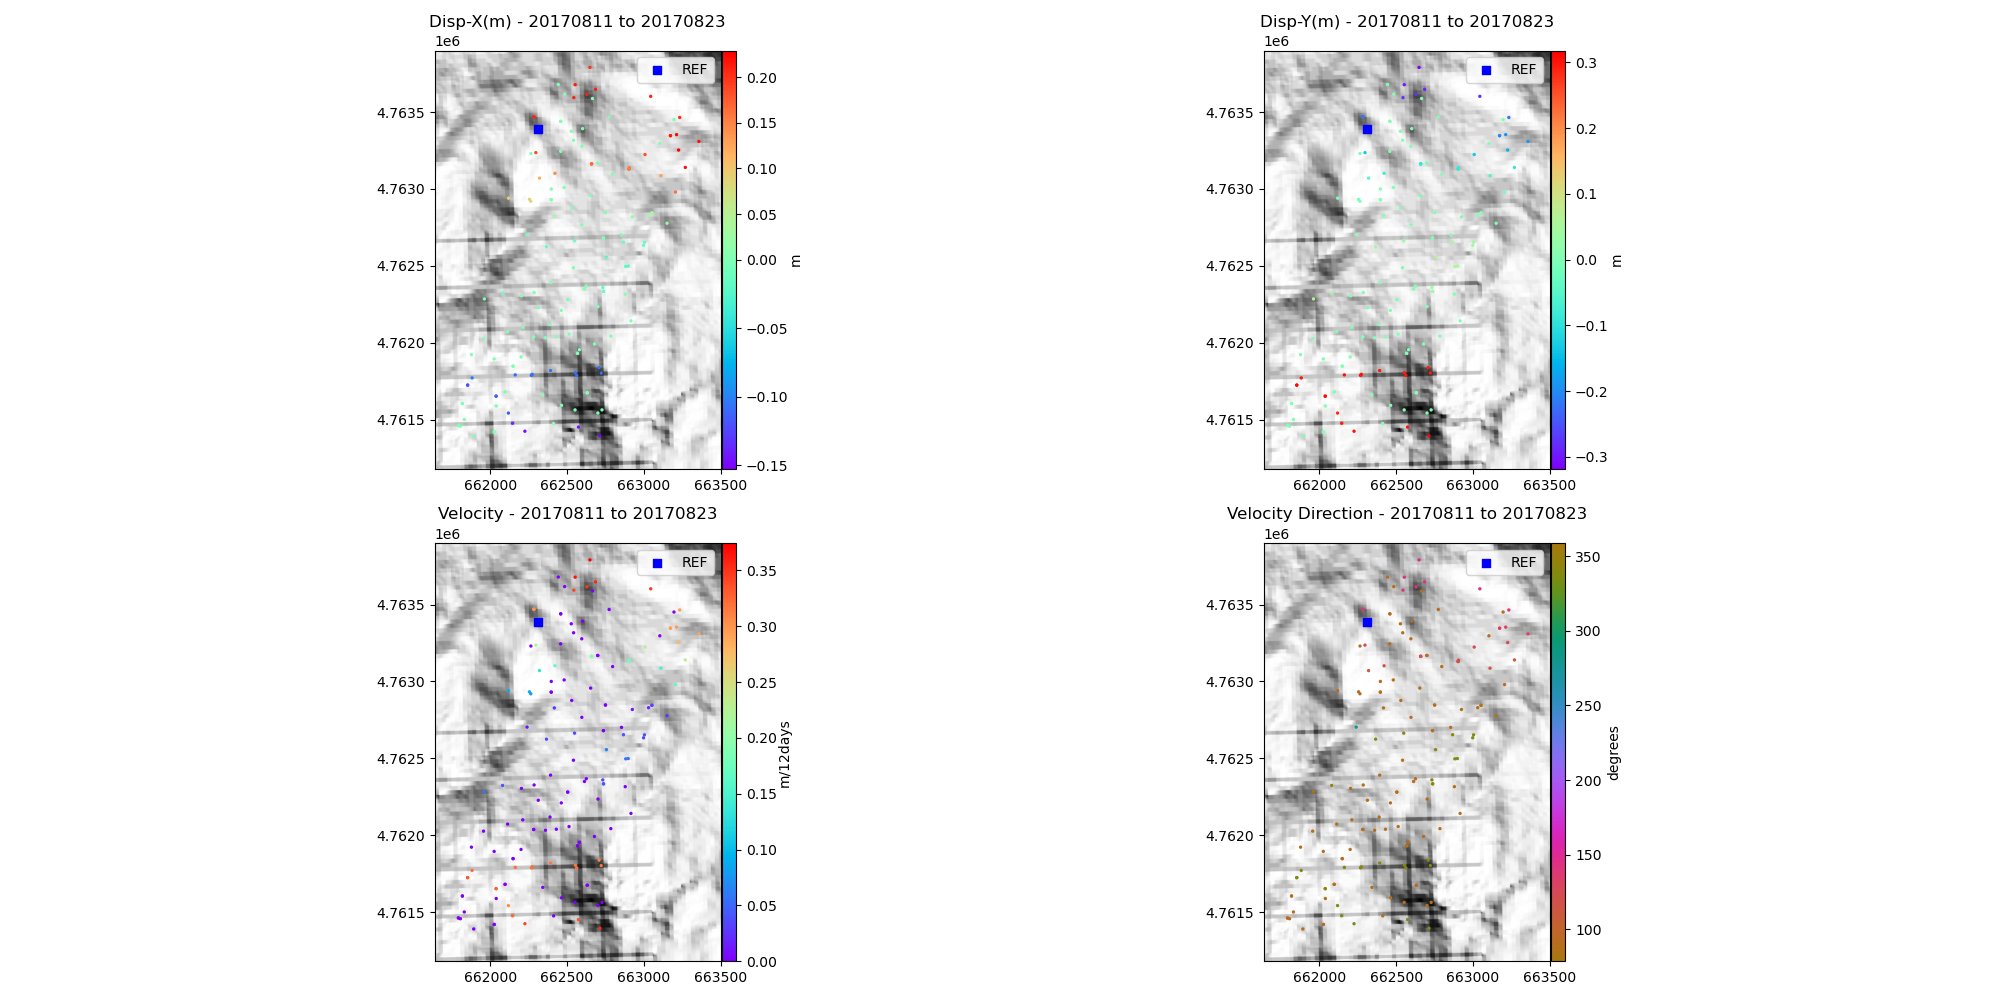 Disp-X(m) - 20170811 to 20170823
1e6
REF
4.7635
4.7630
4.7625
4.7620
4.7615
662000 662500 663000 663500
0.20
0.15
0.10
0.05
0.00
−0.05
−0.10
−0.15
m
Disp-Y(m) - 20170811 to 20170823
1e6
REF
4.7635
4.7630
4.7625
4.7620
4.7615
662000 662500 663000 663500
0.3
0.2
0.1
0.0
−0.1
−0.2
−0.3
m
Velocity - 20170811 to 20170823
1e6
REF
4.7635
4.7630
4.7625
4.7620
4.7615
662000 662500 663000 663500
0.35
0.30
0.25
0.20
0.15
0.10
0.05
0.00
m/12days
Velocity Direction - 20170811 to 20170823
1e6
REF
4.7635
4.7630
4.7625
4.7620
4.7615
662000 662500 663000 663500
350
300
250
200
150
100
degrees